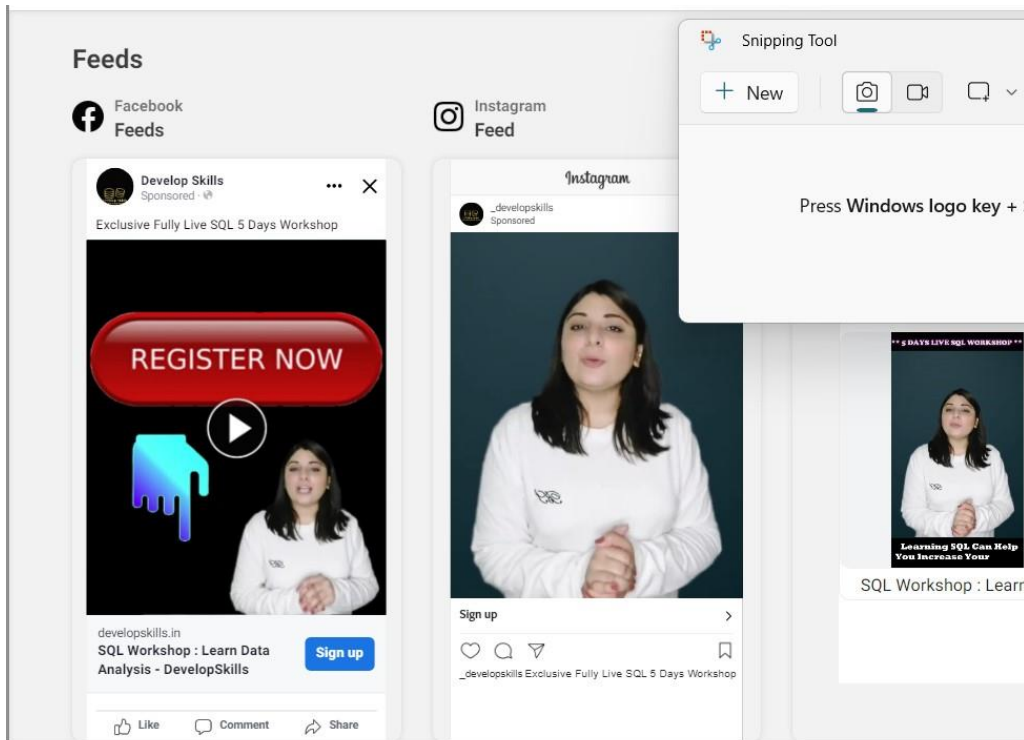 Feeds
Facebook
Feeds
Develop Skills
Sponsored ·
Exclusive Fully Live SQL 5 Days Workshop
REGISTER NOW
developskills.in
SQL Workshop : Learn Data
Analysis - DevelopSkills
Sign up
Like
Comment
Share
Instagram
Feed
Instagram
_developskills
Sponsored
Sign up
_developskills Exclusive Fully Live SQL 5 Days Workshop
Snipping Tool
New
Press Windows logo key +
** 5 DAYS LIVE SQL WORKSHOP **
Learning SQL Can Help
You Increase Your
SQL Workshop : Learn